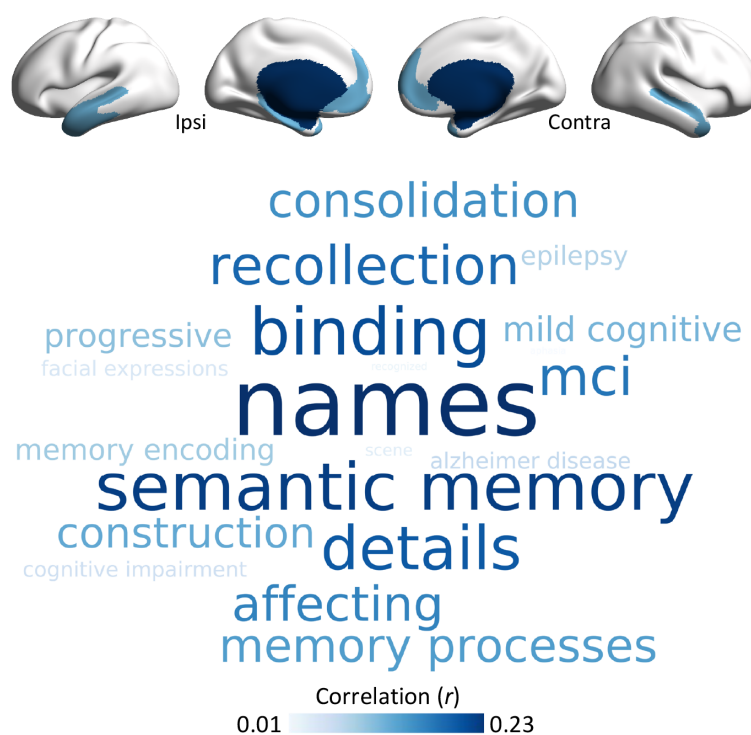 Ipsi Contra
consolidation
recollection epilepsy
progressive binding mild cognitive
facial expressions recognized
names mci
memory encoding scene alzheimer disease
semantic memory
construction details
cognitive impairment
affecting
memory processes
Correlation (r)
0.01 0.23